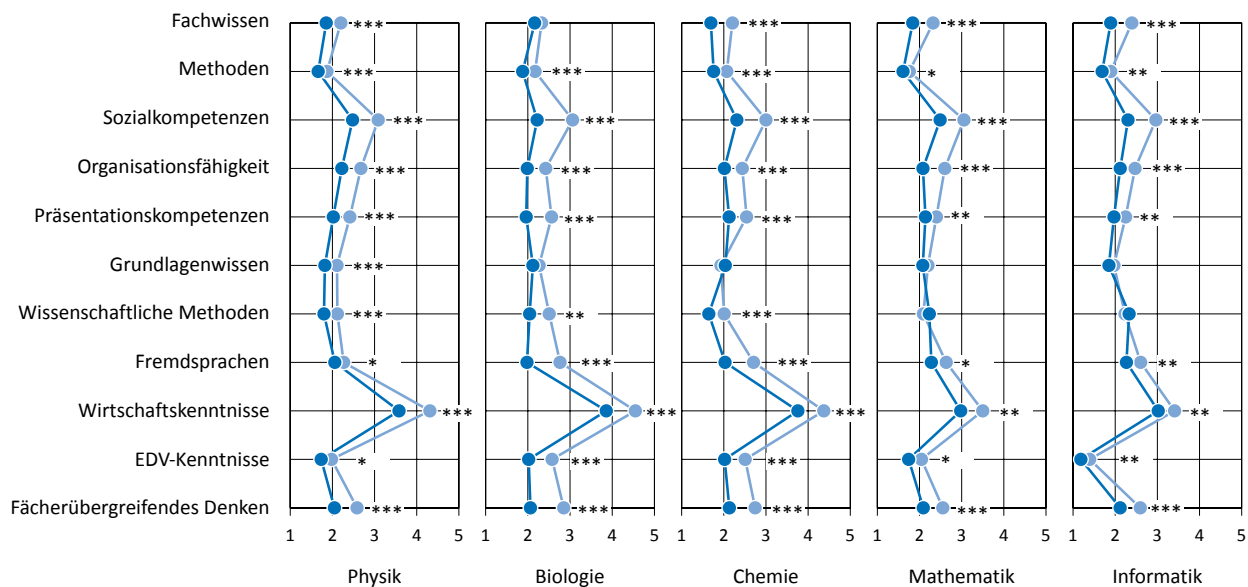 Fachwissen *** *** *** ***
Methoden *** *** *** * **
Sozialkompetenzen *** *** *** *** ***
Organisationsfähigkeit *** *** *** *** ***
Präsentationskompetenzen *** *** *** ** **
Grundlagenwissen ***
Wissenschaftliche Methoden *** ** ***
Fremdsprachen * *** *** * **
Wirtschaftskenntnisse *** *** *** ** **
EDV-Kenntnisse * *** *** * **
Fächerübergreifendes Denken *** *** *** *** ***
1 2 3 4 5 1 2 3 4 5 1 2 3 4 5 1 2 3 4 5 1 2 3 4 5
Physik Biologie Chemie Mathematik Informatik